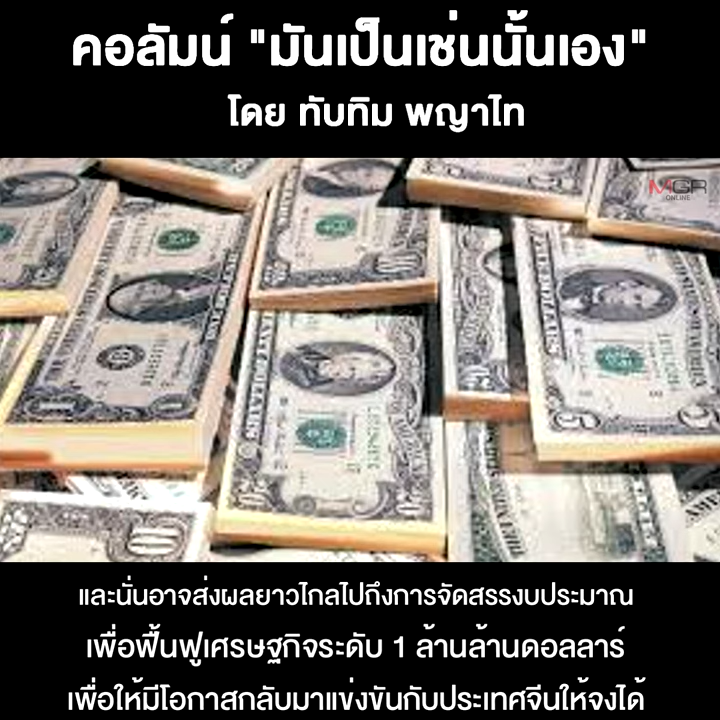 คอลัมน์ "มันเป็นเช่นนั้นเอง"
โดย ทับทิม พญาไท
MGR
ONLINE
และนั่นอาจส่งผลยาวไกลไปถึงการจัดสรรงบประมาณ
เพื่อฟื้นฟูเศรษฐกิจระดับ 1 ล้านล้านดอลลาร์
เพื่อให้มีโอกาสกลับมาแข่งขันกับประเทศจีนให้จงได้